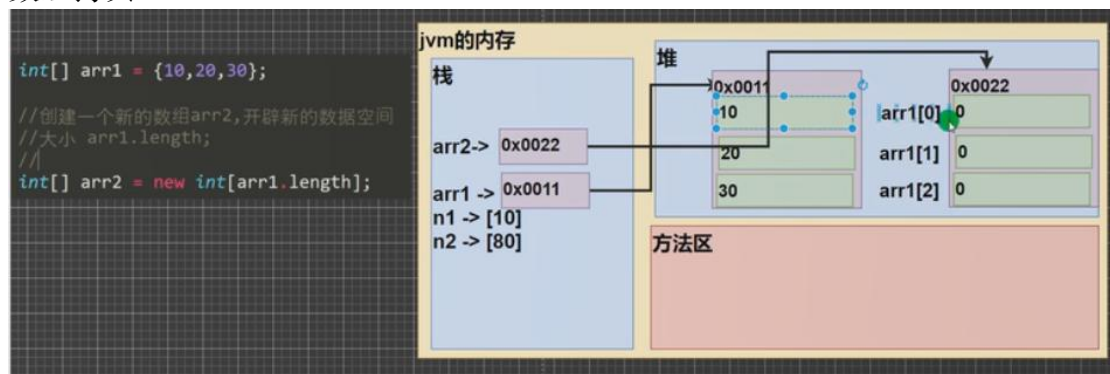 int[] arr1 = {10,20,30};
//创建一个新的数组arr2,开辟新的数据空间
//大小 arr1.length;
//
int[] arr2 = new int[arr1.length];
jvm的内存
栈
arr2-> 0x0022
arr1 -> 0x0011
n1 -> [10]
n2 -> [80]
堆
0x0011
10
20
30
0x0022
arr1[0] 0
arr1[1] 0
arr1[2] 0
方法区